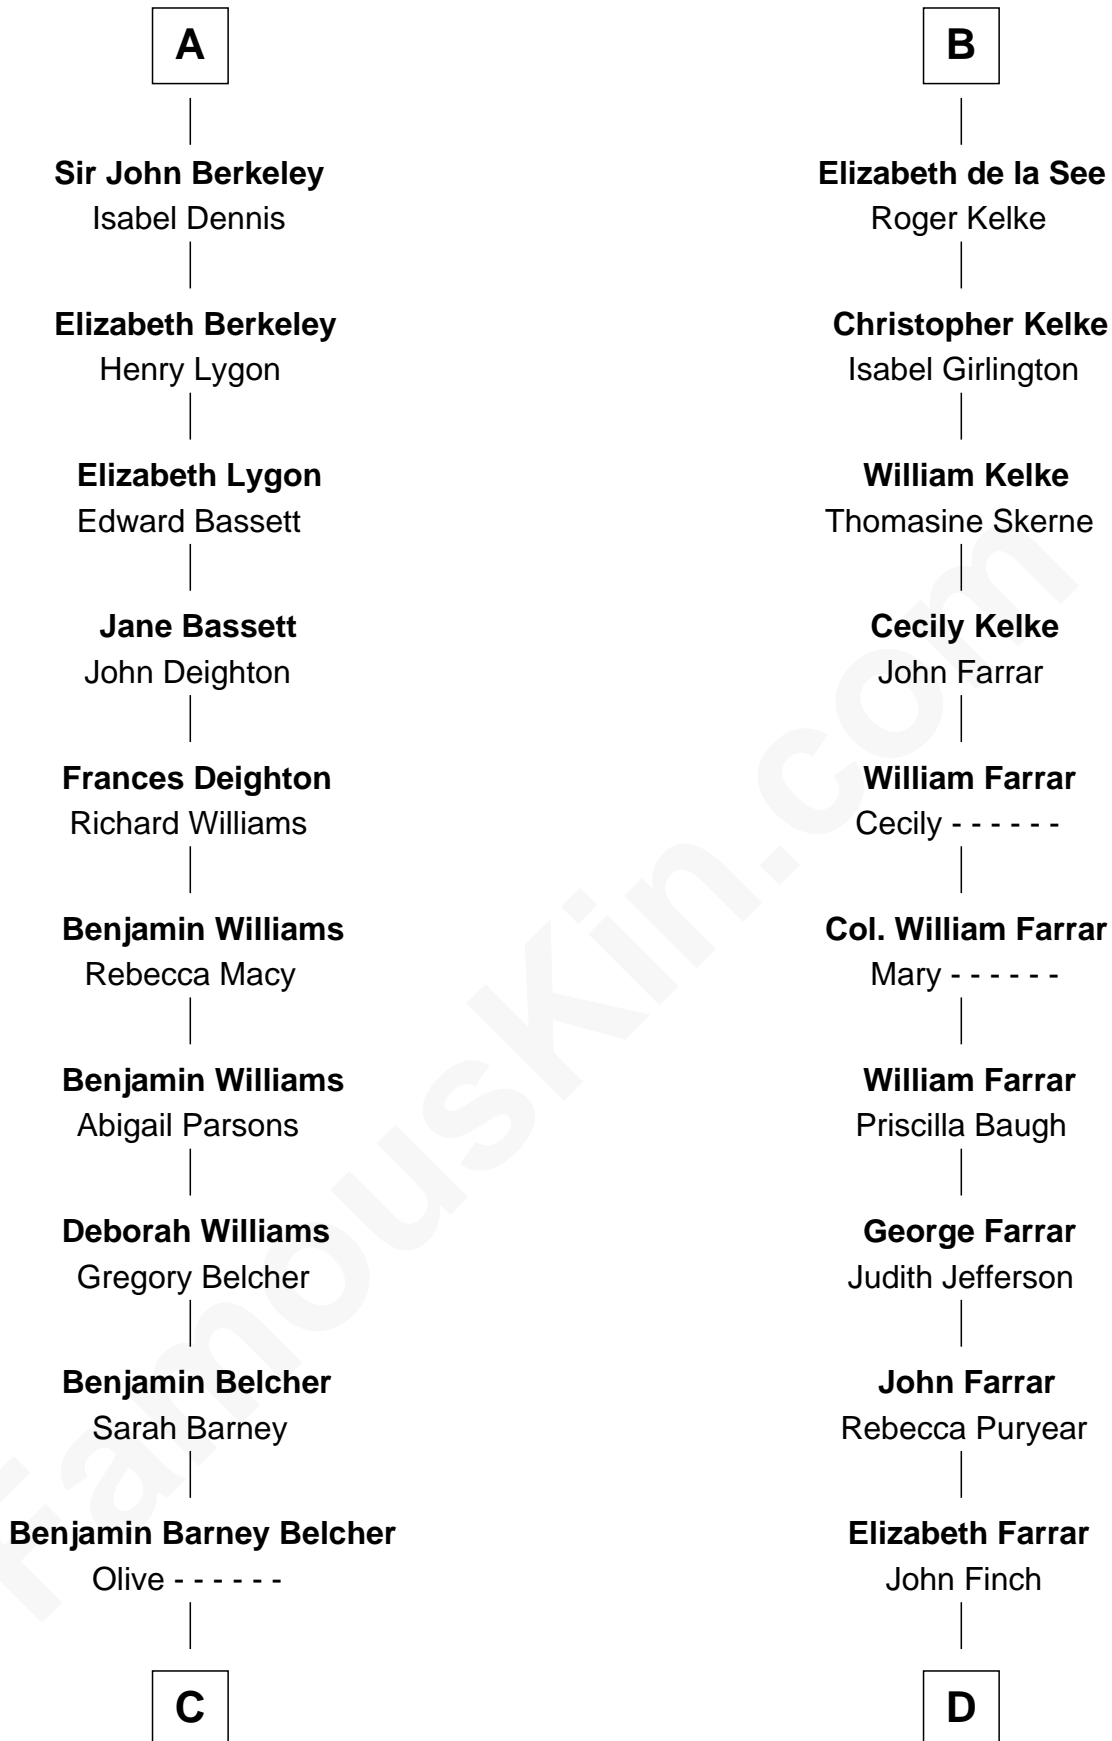 A
Sir John Berkeley
Isabel Dennis
Elizabeth Berkeley
Henry Lygon
Elizabeth Lygon
Edward Bassett
Jane Bassett
John Deighton
Frances Deighton
Richard Williams
Benjamin Williams
Rebecca Macy
Benjamin Williams
Abigail Parsons
Deborah Williams
Gregory Belcher
Benjamin Belcher
Sarah Barney
Benjamin Barney Belcher
Olive - - - - - -
C
B
Elizabeth de la See
Roger Kelke
Christopher Kelke
Isabel Girlington
William Kelke
Thomasine Skerne
Cecily Kelke
John Farrar
William Farrar
Cecily - - - - - -
Col. William Farrar
Mary - - - - - -
William Farrar
Priscilla Baugh
George Farrar
Judith Jefferson
John Farrar
Rebecca Puryear
Elizabeth Farrar
John Finch
D
FamousKin.com